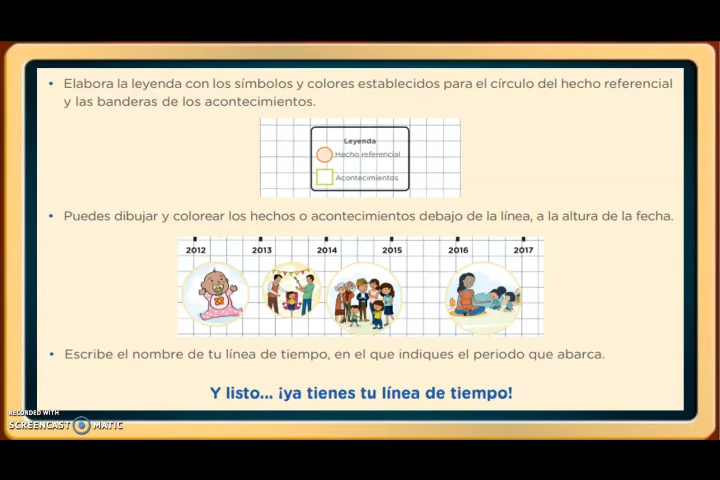 • Elabora la leyenda con los símbolos y colores establecidos para el círculo del hecho referencial
y las banderas de los acontecimientos.
Leyenda
Hecho referencial
Acontecimientos
• Puedes dibujar y colorear los hechos o acontecimientos debajo de la línea, a la altura de la fecha.
2012 2013 2014 2015 2016 2017
• Escribe el nombre de tu línea de tiempo, en el que indiques el periodo que abarca.
Y listo... ¡ya tienes tu línea de tiempo!
RECORDED WITH
SCREENCAST MATIC